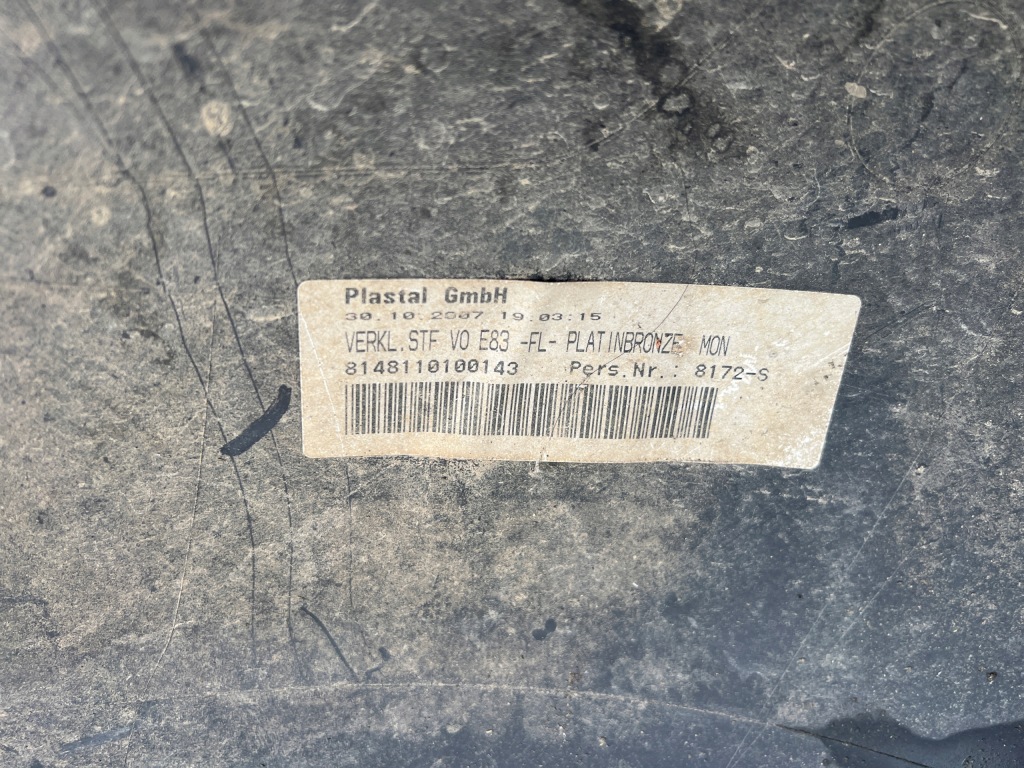 Plastal GmbH
30.10.2007 19:03:15
VERKL.STF VO E83 -FL- PLATINBRONZE MON
8148110100143 Pers.Nr.: 8172-S